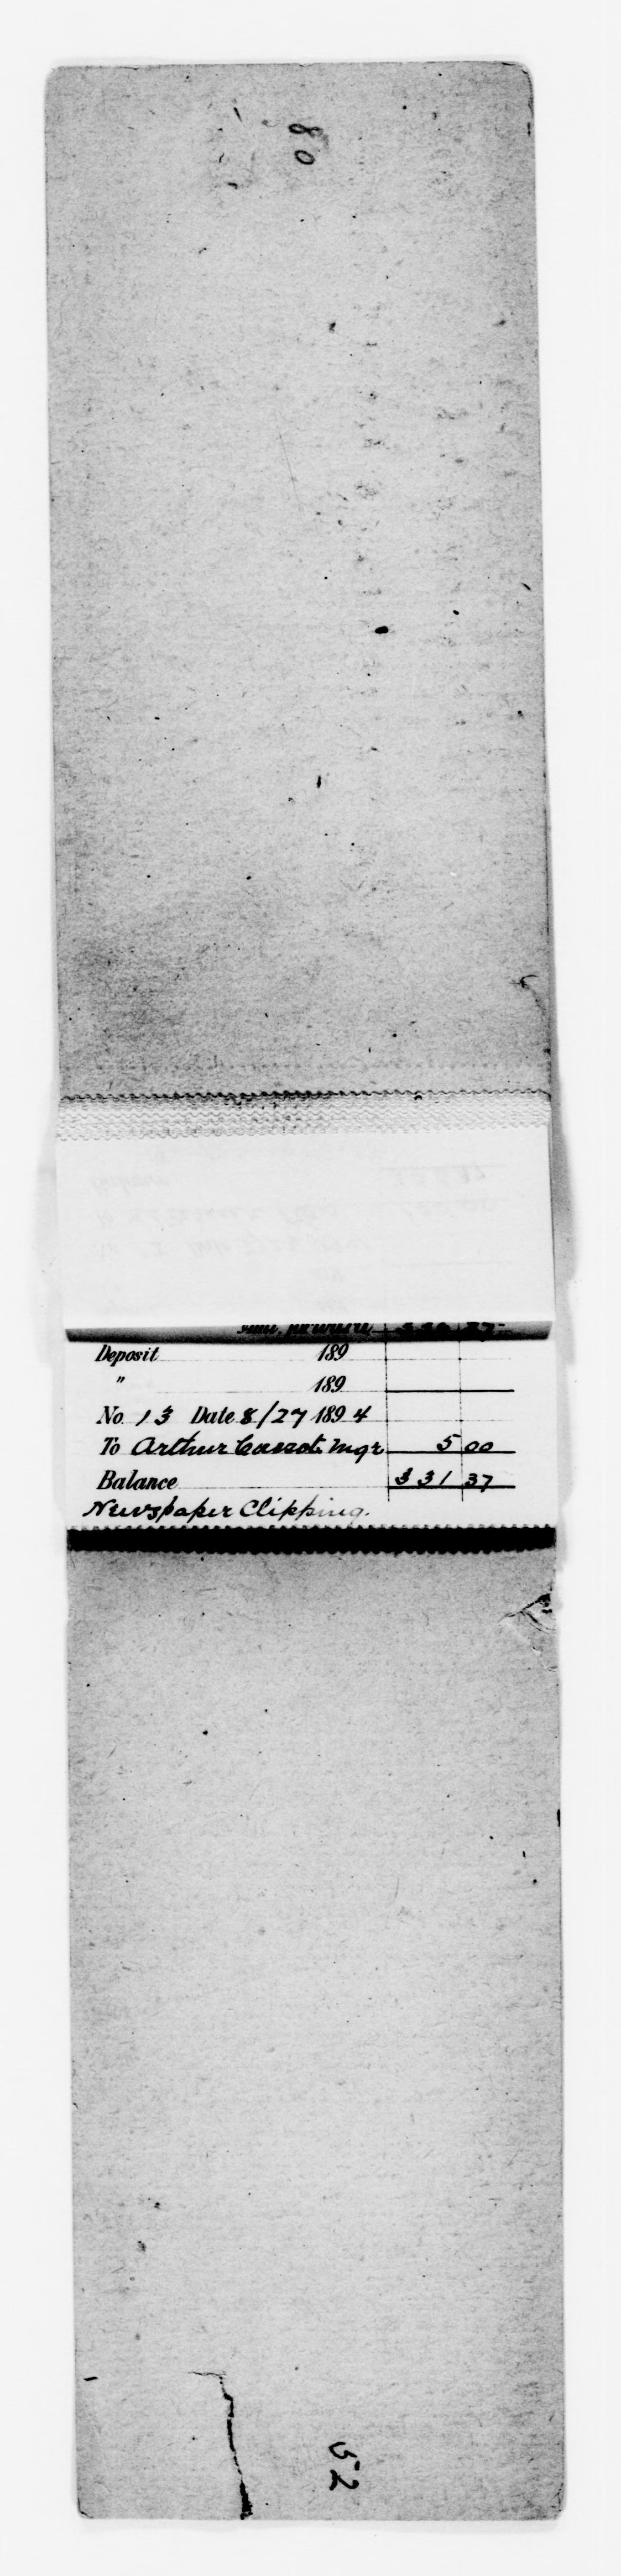 80
Deposit 189
" 189
No. 13 Date 8/27 1894
To Arthur Mgr 5 00
Balance 331 37
Newspaper Clipping.
52